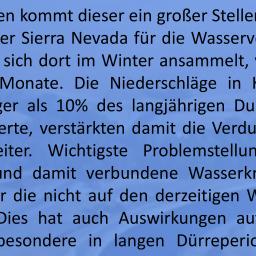 en kommt dieser ein großer Stellen
er Sierra Nevada für die Wasserv
sich dort im Winter ansammelt,
Monate. Die Niederschläge in
ger als 10% des langjährigen Du
erte, verstärkten damit die Verdu
eiter. Wichtigste Problemstellun
und damit verbundene Wasserkr
r die nicht auf den derzeitigen W
Dies hat auch Auswirkungen au
besondere in langen Dürreperio